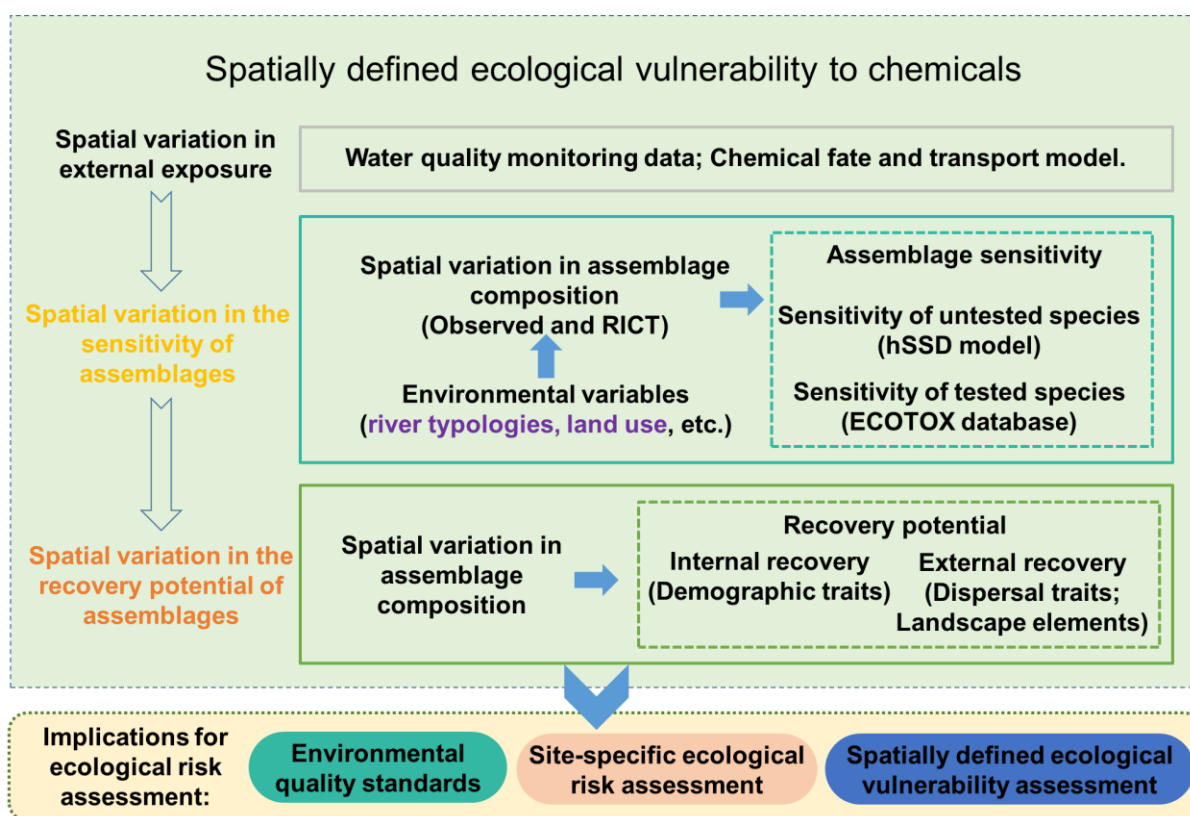 Spatially defined ecological vulnerability to chemicals
Spatial variation in
external exposure
Water quality monitoring data; Chemical fate and transport model.
Spatial variation in the
sensitivity of
assemblages
Spatial variation in assemblage
composition
(Observed and RICT)
Environmental variables
(river typologies, land use, etc.)
Assemblage sensitivity
Sensitivity of untested species
(hSSD model)
Sensitivity of tested species
(ECOTOX database)
Spatial variation in the
recovery potential of
assemblages
Spatial variation in
assemblage
composition
Recovery potential
Internal recovery
(Demographic traits)
External recovery
(Dispersal traits;
Landscape elements)
Implications for
ecological risk
assessment:
Environmental
quality standards
Site-specific ecological
risk assessment
Spatially defined ecological
vulnerability assessment